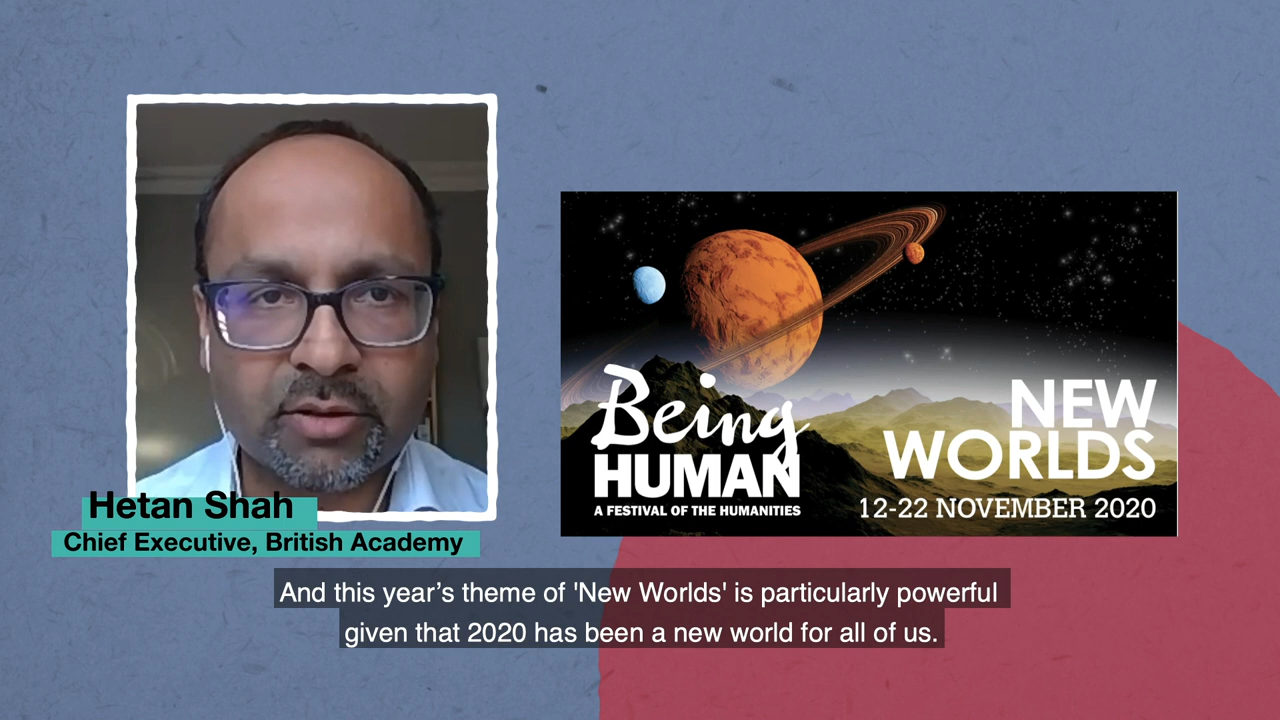 Hetan Shah
Chief Executive, British Academy
Being
HUMAN
A FESTIVAL OF THE HUMANITIES
NEW
WORLDS
12-22 NOVEMBER 2020
And this year’s theme of 'New Worlds' is particularly powerful
given that 2020 has been a new world for all of us.